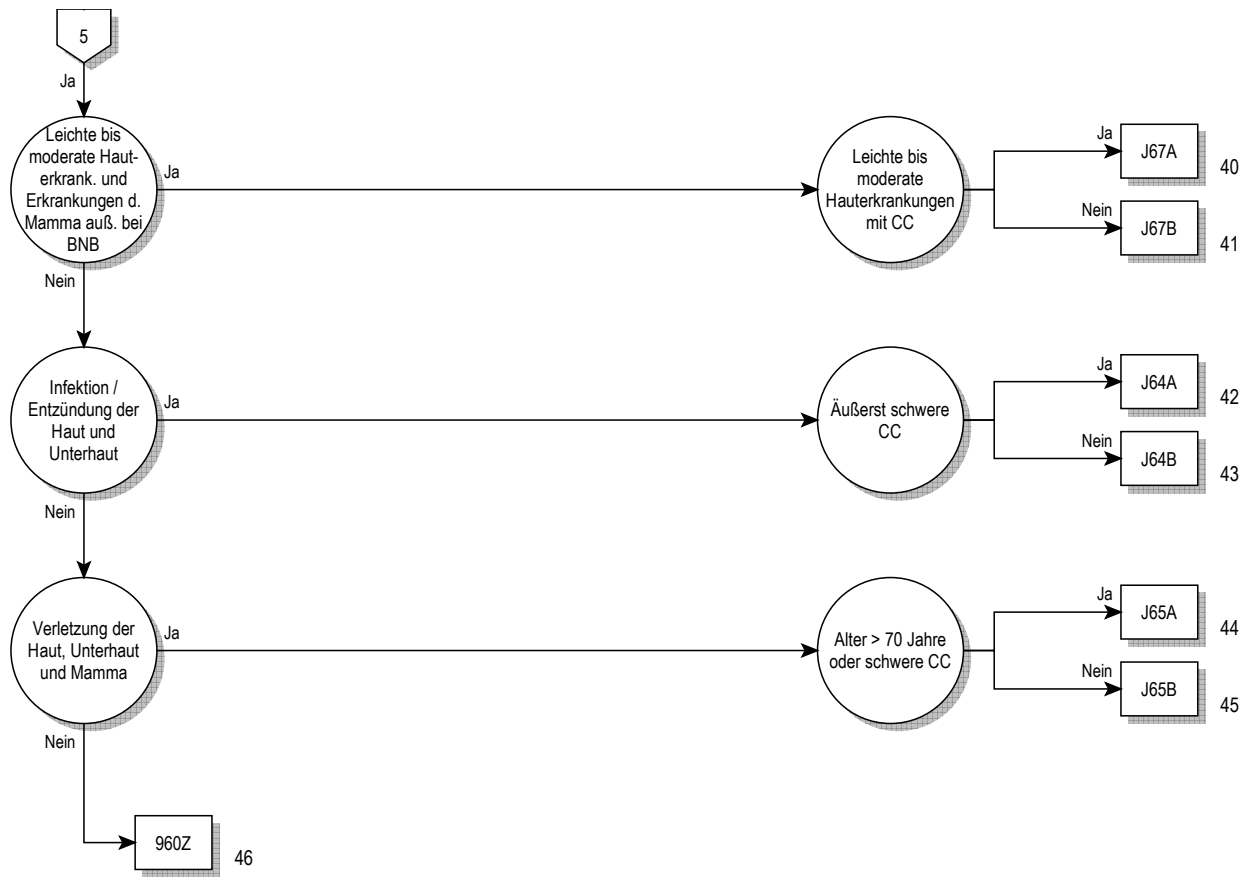 5
Ja
Leichte bis
moderate Haut-
erkrank. und
Erkrankungen d.
Mamma auß. bei
BNB
Ja
Leichte bis
moderate
Hauterkrankungen
mit CC
Ja
J67A
40
Nein
J67B
41
Nein
Infektion /
Entzündung der
Haut und
Unterhaut
Ja
Äußerst schwere
CC
Ja
J64A
42
Nein
J64B
43
Nein
Verletzung der
Haut, Unterhaut
und Mamma
Ja
Alter > 70 Jahre
oder schwere CC
Ja
J65A
44
Nein
J65B
45
Nein
960Z
46